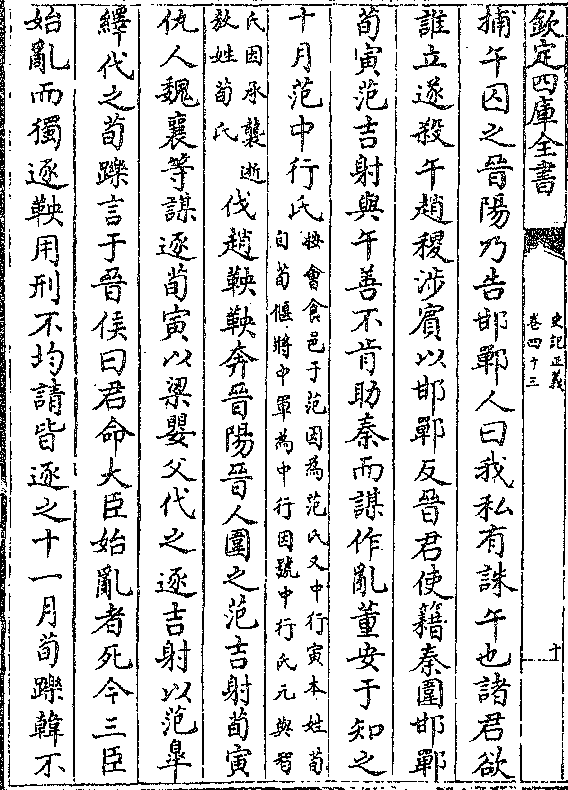 欽定四庫全書
史記正義
卷四十三
十
捕午囚之晉陽乃告邯鄲人曰我私有誅午也諸君欲
誰立遂殺午趙稷涉賓以邯鄲反晉君使籍秦圍邯鄲
荀寅范吉射與午善不肯助秦而謀作亂董安于知之
十月范中行氏
按會食邑于范因為范氏又中行寅本姓荀
自荀偃將中軍為中行因號中行氏元與智
氏因承襲逝
敖姓荀氏
伐趙鞅鞅奔晉陽晉人圍之范吉射荀寅
仇人魏襄等謀逐荀寅以梁嬰父代之逐吉射以范臯
繹代之荀躒言于晉侯曰君命大臣始亂者死今三臣
始亂而獨逐鞅用刑不均請皆逐之十一月荀躒韓不